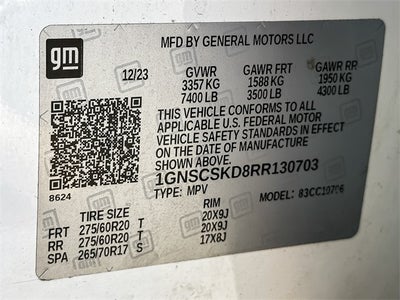 gm
MFD BY GENERAL MOTORS LLC
12/23 GVWR GAWR FRT GAWR RR
3357 KG 1588 KG 1950 KG
7400 LB 3500 LB 4300 LB
THIS VEHICLE CONFORMS TO ALL
APPLICABLE U.S. FEDERAL MOTOR
VEHICLE SAFETY STANDARDS IN EFFECT
ON THE DATE OF MANUFACTURE
SHOWN ABOVE.
1GNSCSKD8RR130703
TYPE: MPV MODEL: 83CC10706
8624
TIRE SIZE RIM
FRT 275/60R20 T 20X9J
RR 275/60R20 T 20X9J
SPA 265/70R17 S 17X8J